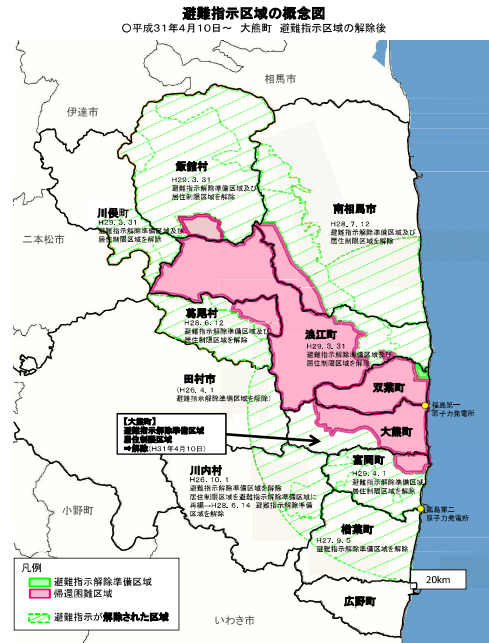 避難指示区域の概念図
〇平成31年4月10日～ 大熊町 避難指示区域の解除後
相馬市
伊達市
飯舘村
H29.3.31
避難指示解除準備区域及び
居住制限区域を解除
川俣町
H29.3.31
避難指示解除準備区域及び
居住制限区域を解除
南相馬市
H28.7.12
避難指示解除準備区域及び
居住制限区域を解除
二本松市
葛尾村
H28.6.12
避難指示解除準備区域及び
居住制限区域を解除
浪江町
H29.3.31
避難指示解除準備区域及び
居住制限区域を解除
田村市
(H26.4.1
避難指示解除準備区域を解除)
双葉町
福島第一
原子力発電所
大熊町
【大熊町】
避難指示解除準備区域
居住制限区域
⇒解除(H31年4月10日)
富岡町
H29.4.1
避難指示解除準備区域及び
居住制限区域を解除
川内村
H26.10.1
避難指示解除準備区域を解除
居住制限区域を避難指示解除準備区域に
再編→H28.6.14 避難指示解除準備
区域を解除
小野町
福島第二
原子力発電所
楢葉町
H27.9.5
避難指示解除準備区域を解除
20km
広野町
いわき市
凡例
避難指示解除準備区域
帰還困難区域
避難指示が解除された区域